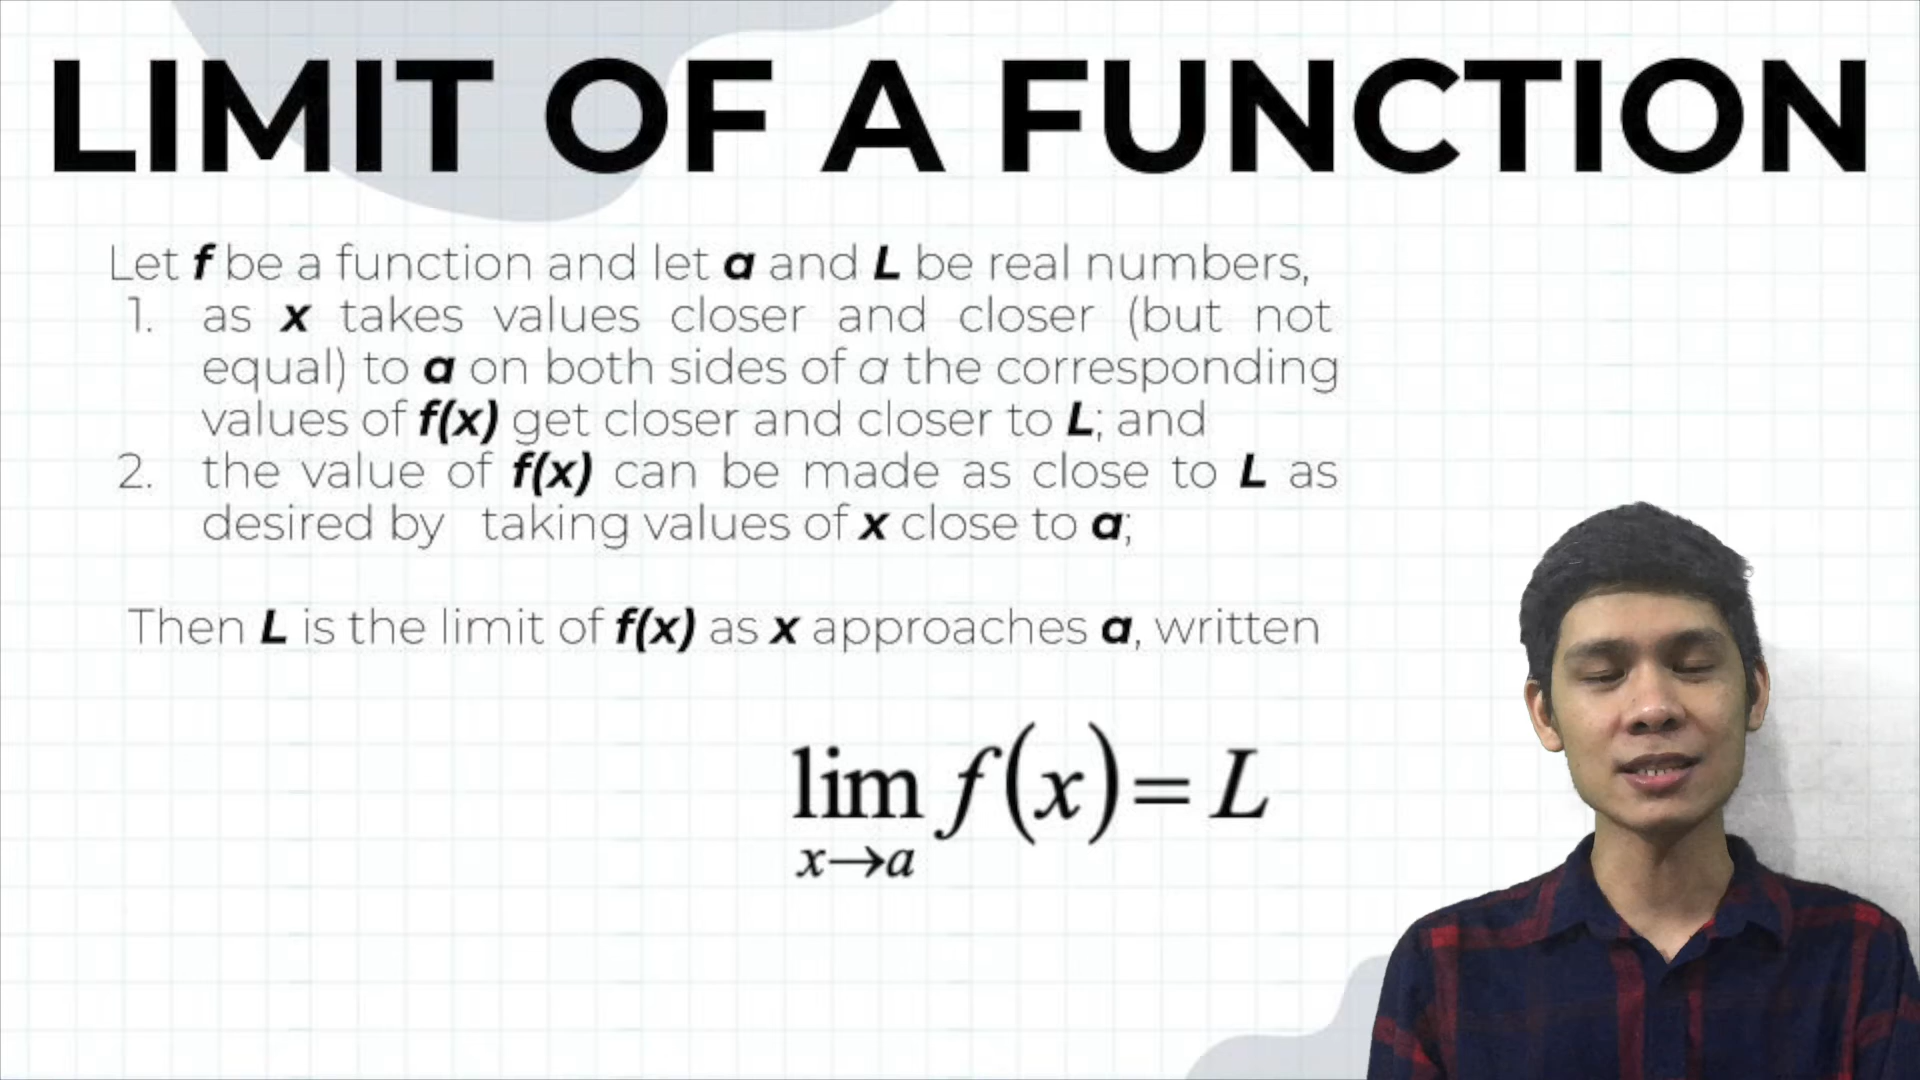 LIMIT OF A FUNCTION
Let f be a function and let a and L be real numbers,
1. as x takes values closer and closer (but not
equal) to a on both sides of a the corresponding
values of f(x) get closer and closer to L; and
2. the value of f(x) can be made as close to L as
desired by taking values of x close to a;
Then L is the limit of f(x) as x approaches a, written
lim f(x) = L
x→a